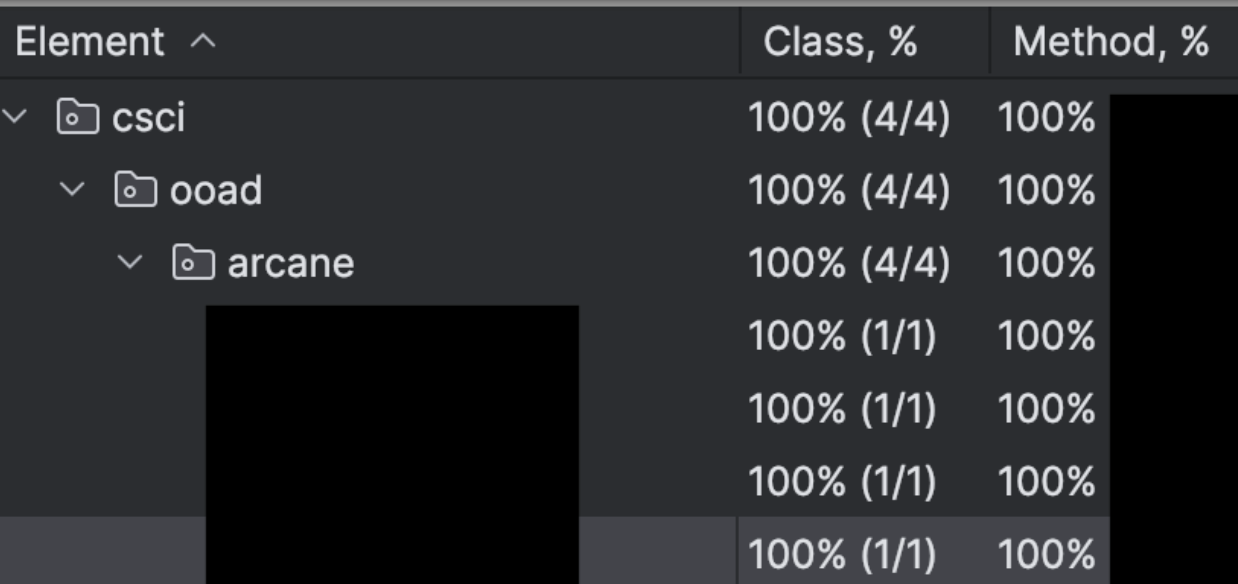 Element Class, % Method, %
csci 100% (4/4) 100%
ooad 100% (4/4) 100%
arcane 100% (4/4) 100%
100% (1/1) 100%
100% (1/1) 100%
100% (1/1) 100%
100% (1/1) 100%